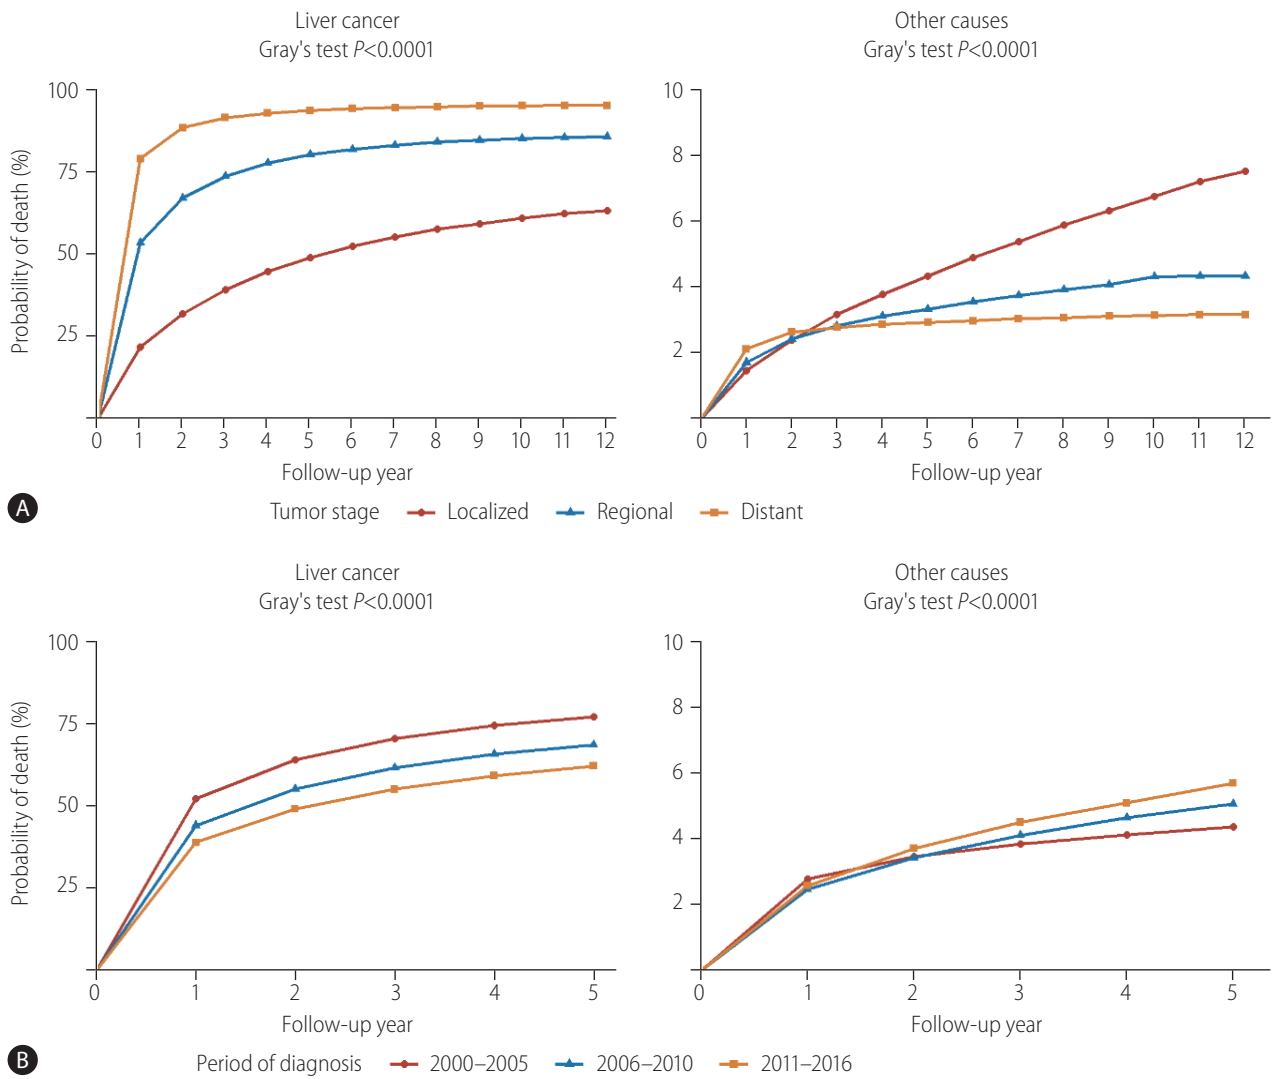 Liver cancer
Gray's test P<0.0001
Other causes
Gray's test P<0.0001
Probability of death (%)
100
75
50
25
0 1 2 3 4 5 6 7 8 9 10 11 12
Follow-up year
10
8
6
4
2
0 1 2 3 4 5 6 7 8 9 10 11 12
Follow-up year
A
Tumor stage Localized Regional Distant
Liver cancer
Gray's test P<0.0001
Other causes
Gray's test P<0.0001
Probability of death (%)
100
75
50
25
0 1 2 3 4 5
Follow-up year
10
8
6
4
2
0 1 2 3 4 5
Follow-up year
B
Period of diagnosis 2000–2005 2006–2010 2011–2016